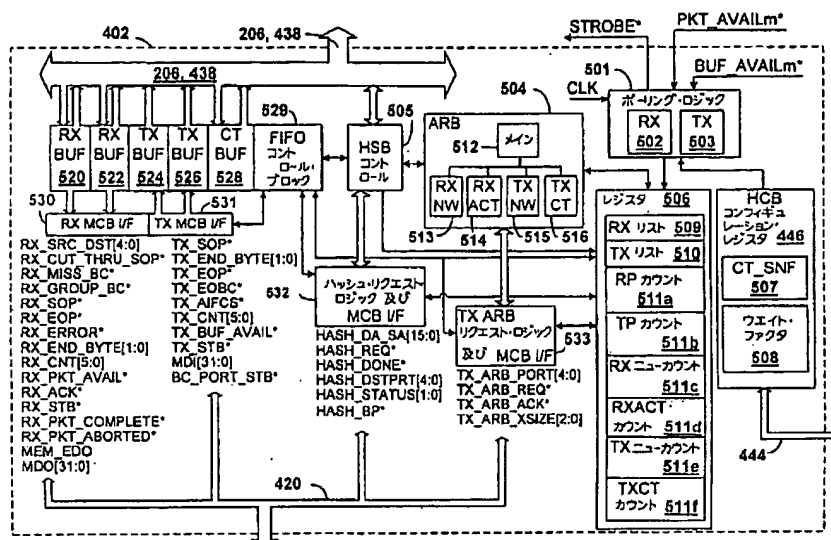 402
206, 438
STROBE*
PKT_AVAILm*
BUF_AVAILm*
CLK
501
ポーリング・ロジック
RX
502
TX
503
206, 438
RX
BUF
520
RX
BUF
522
TX
BUF
524
TX
BUF
526
CT
BUF
528
529
FIFO
コント
ロール・
ブロック
505
HSB
コント
ロール
504
ARB
512
メイン
RX
NW
RX
ACT
TX
NW
TX
CT
513
514
515
516
530
RX MCB I/F
531
TX MCB I/F
RX_SRC_DST[4:0]
RX_CUT_THRU_SOP*
RX_MISS_BC*
RX_GROUP_BC*
RX_SOP*
RX_EOP*
RX_ERROR*
RX_END_BYTE[1:0]
RX_CNT[5:0]
RX_PKT_AVAIL*
RX_ACK*
RX_STB*
RX_PKT_COMPLETE*
RX_PKT_ABORTED*
MEM_EDO
MDO[31:0]
TX_SOP*
TX_END_BYTE[1:0]
TX_EOP*
TX_EOBC*
TX_AIFCS*
TX_CNT[5:0]
TX_BUF_AVAIL*
TX_STB*
MDI[31:0]
BC_PORT_STB*
532
ハッシュ・リクエスト
ロジック 及び
MCB I/F
HASH_DA_SA[15:0]
HASH_REQ*
HASH_DONE*
HASH_DSTPRT[4:0]
HASH_STATUS[1:0]
HASH_BP*
TX ARB
リクエスト・ロジック
及び MCB I/F
533
TX_ARB_PORT[4:0]
TX_ARB_REQ*
TX_ARB_ACK*
TX_ARB_XSIZE[2:0]
レジスタ 506
RX リスト 509
TX リスト 510
RP カウント
511a
TP カウント
511b
RX ニューカウント
511c
RXACT
カウント 511d
TX ニューカウント
511e
TXCT
カウント 511f
HCB
コンフィギュ
レーション・
レジスタ 446
CT_SNF
507
ウエイト・
ファクタ
508
444
420